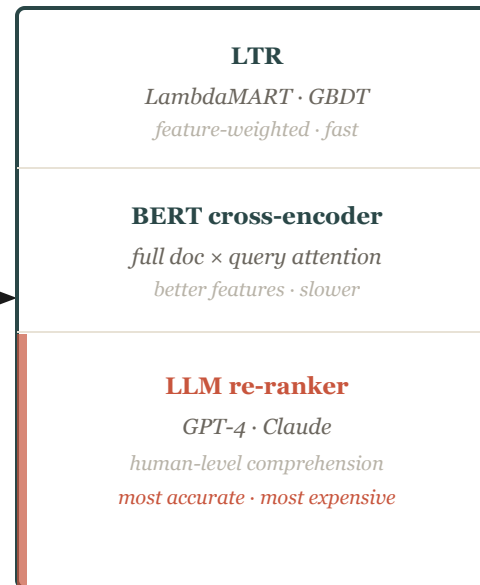 LTR
LambdaMART · GBDT
feature-weighted · fast
BERT cross-encoder
full doc × query attention
better features · slower
LLM re-ranker
GPT-4 · Claude
human-level comprehension
most accurate · most expensive